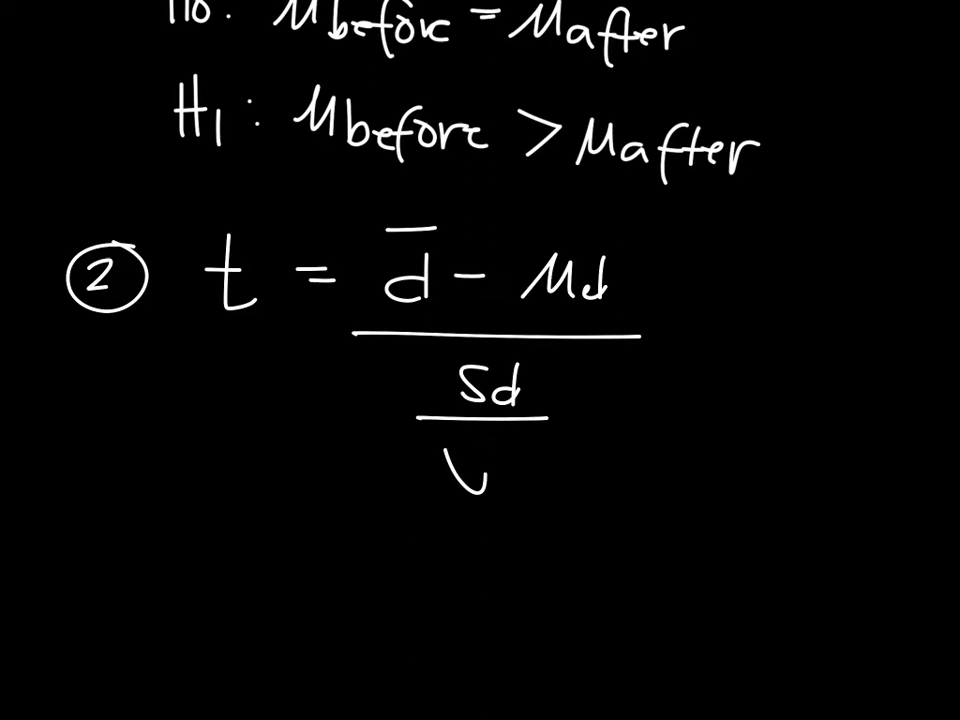 H0: μbefore = μafter
H1: μbefore > μafter
② t = d̅ - μd
sd
√